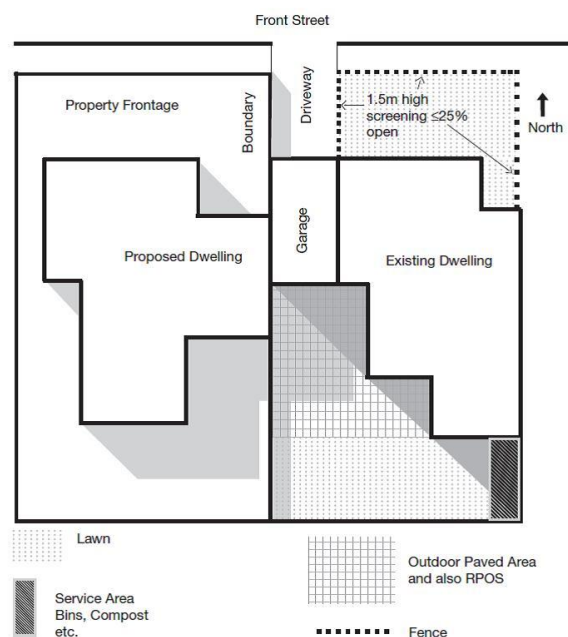 Front Street
Property Frontage
Boundary
Driveway
1.5m high
screening ≤25%
open
North
Proposed Dwelling
Garage
Existing Dwelling
Lawn
Outdoor Paved Area
and also RPOS
Service Area
Bins, Compost
etc.
Fence